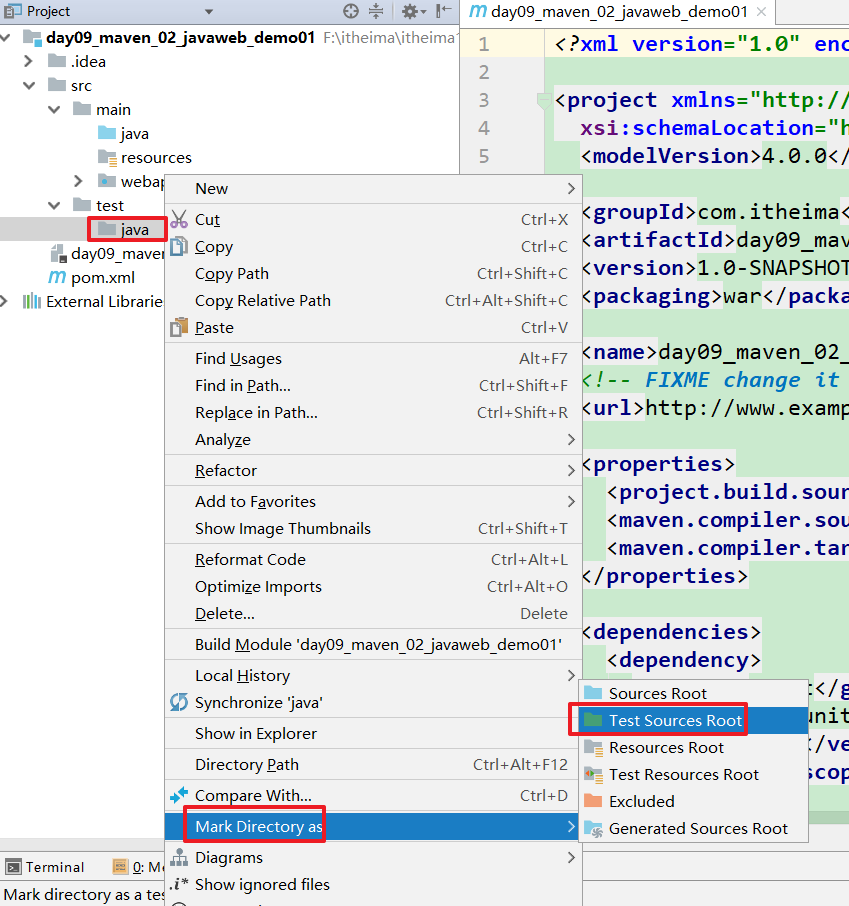 Project
day09_maven_02_javaweb_demo01 F:\itheima\itheima
.idea
src
main
java
resources
webap
test
java
day09_maven
pom.xml
External Librarie
New
Cut Ctrl+X
Copy Ctrl+C
Copy Path Ctrl+Shift+C
Copy Relative Path Ctrl+Alt+Shift+C
Paste Ctrl+V
Find Usages Alt+F7
Find in Path... Ctrl+Shift+F
Replace in Path... Ctrl+Shift+R
Analyze
Refactor
Add to Favorites
Show Image Thumbnails Ctrl+Shift+T
Reformat Code Ctrl+Alt+L
Optimize Imports Ctrl+Alt+O
Delete... Delete
Build Module 'day09_maven_02_javaweb_demo01'
Local History
Synchronize 'java'
Show in Explorer
Directory Path Ctrl+Alt+F12
Compare With... Ctrl+D
Mark Directory as
Diagrams
.i* Show ignored files
Sources Root
Test Sources Root
Resources Root
Test Resources Root
Excluded
Generated Sources Root
m day09_maven_02_javaweb_demo01
1 <?xml version="1.0" enc
2
3 <project xmlns="http:/
4 xsi:schemaLocation="h
5 <modelVersion>4.0.0</
<groupId>com.itheima<
<artifactId>day09_mav
<version>1.0-SNAPSHOT
<packaging>war</packa
<name>day09_maven_02_
<!-- FIXME change it
<url>http://www.examp
<properties>
<project.build.sour
<maven.compiler.sou
<maven.compiler.tar
</properties>
<dependencies>
<dependency>
t</g
unit
</ve
scop
Terminal 0: M
Mark directory as a tes